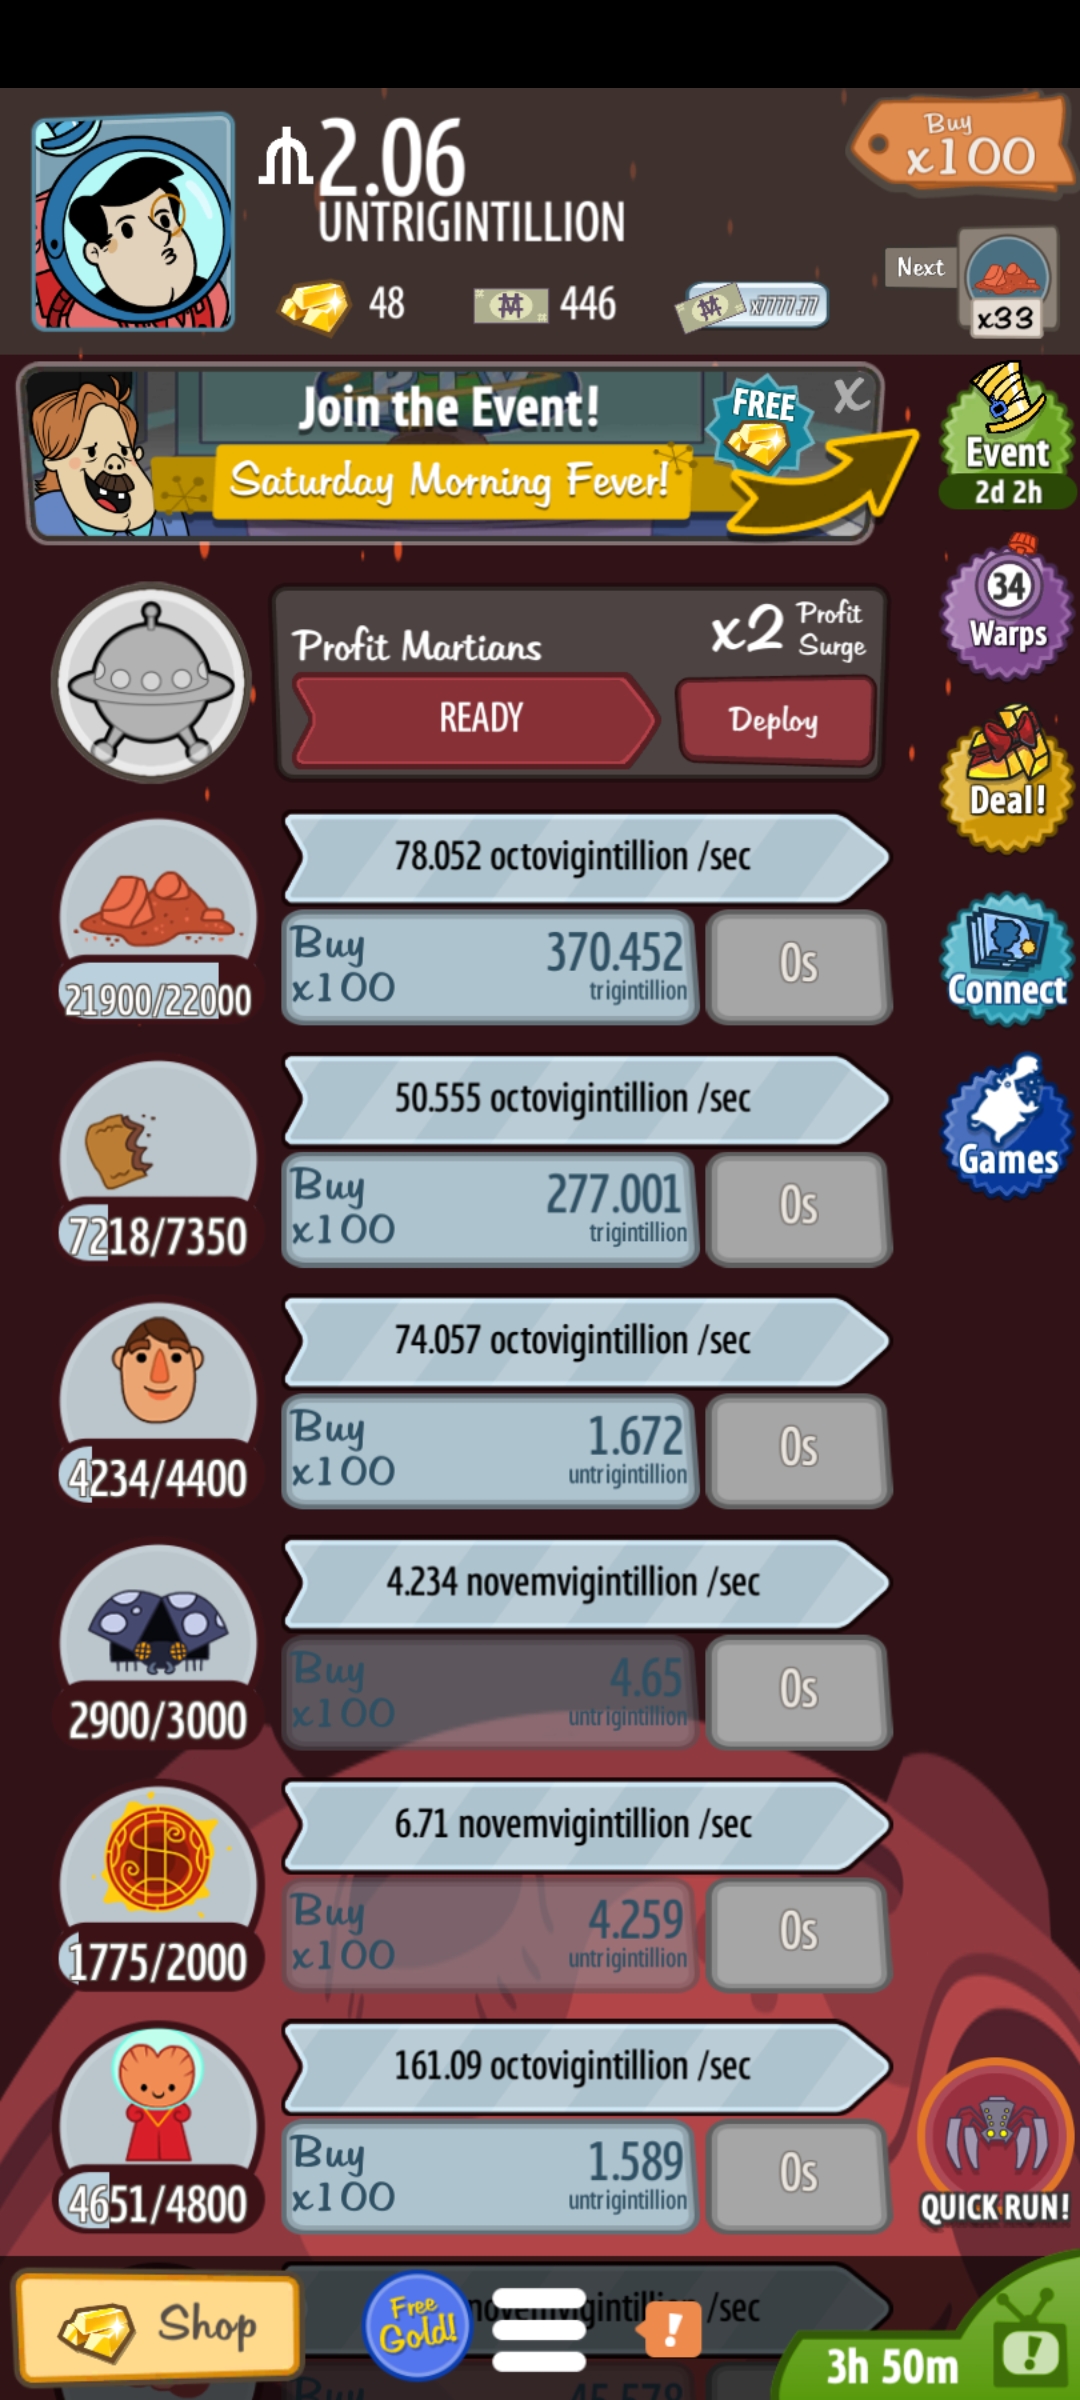 2.06
UNTRIGINTILLION
Buy
x100
48
446
x7777.77
Next
x33
Join the Event!
FREE
X
Saturday Morning Fever!
Event
2d 2h
34
Warps
Profit Martians
x2 Profit
Surge
READY
Deploy
Deal!
78.052 octovigintillion /sec
Buy
x100
370.452
trigintillion
0s
21900/22000
Connect
50.555 octovigintillion /sec
Buy
x100
277.001
trigintillion
0s
7218/7350
Games
74.057 octovigintillion /sec
Buy
x100
1.672
untrigintillion
0s
4234/4400
4.234 novemvigintillion /sec
Buy
x100
4.65
untrigintillion
0s
2900/3000
6.71 novemvigintillion /sec
Buy
x100
4.259
untrigintillion
0s
1775/2000
161.09 octovigintillion /sec
Buy
x100
1.589
untrigintillion
0s
4651/4800
QUICK RUN!
Shop
Free
Gold!
/sec
!
3h 50m
!
Buy